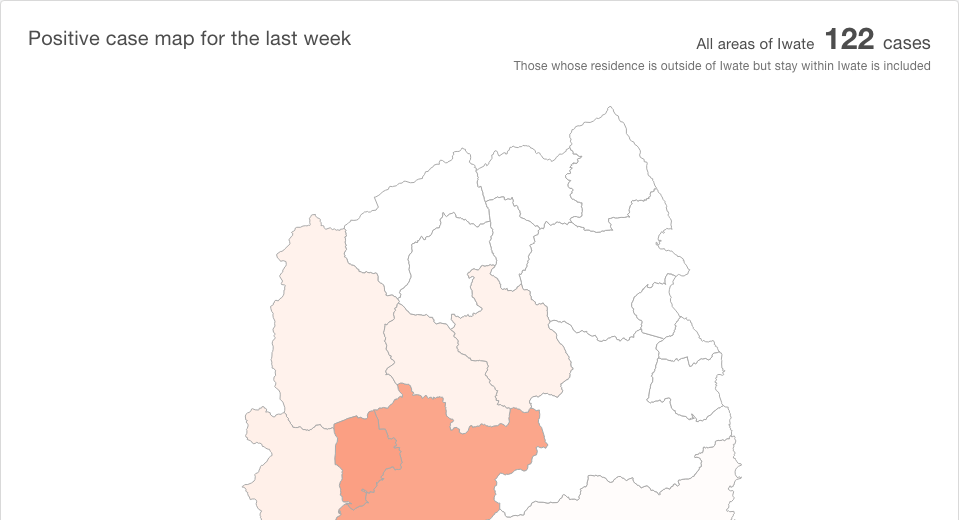 Positive case map for the last week
All areas of Iwate 122 cases
Those whose residence is outside of Iwate but stay within Iwate is included